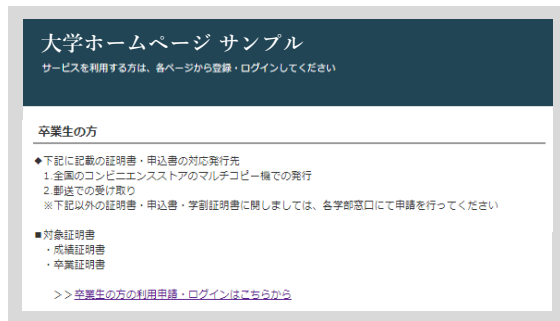 大学ホームページ サンプル
サービスを利用する方は、各ページから登録・ログインしてください
卒業生の方
◆下記に記載の証明書・申込書の対応発行先
1.全国のコンビニエンスストアのマルチコピー機での発行
2.郵送での受け取り
※下記以外の証明書・申込書・学割証明書に関しましては、各学部窓口にて申請を行ってください
■対象証明書
・成績証明書
・卒業証明書
>>卒業生の方の利用申請・ログインはこちらから